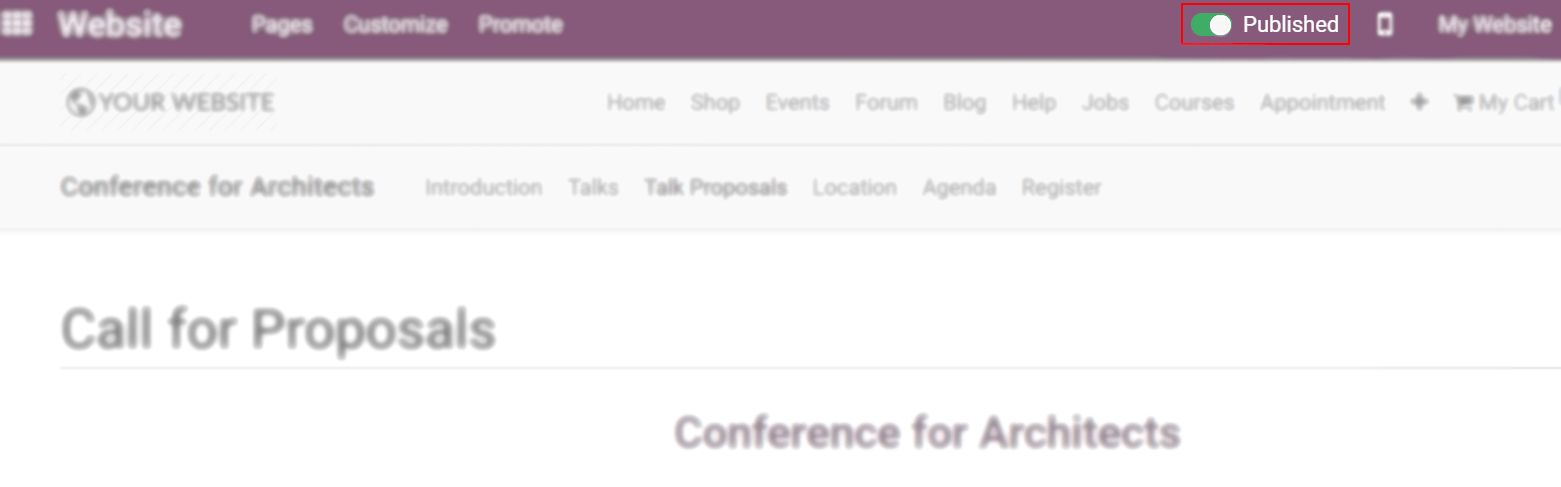 Website Pages Customize Promote Published My Website
YOUR WEBSITE Home Shop Events Forum Blog Help Jobs Courses Appointment My Cart
Conference for Architects Introduction Talks Talk Proposals Location Agenda Register
Call for Proposals
Conference for Architects